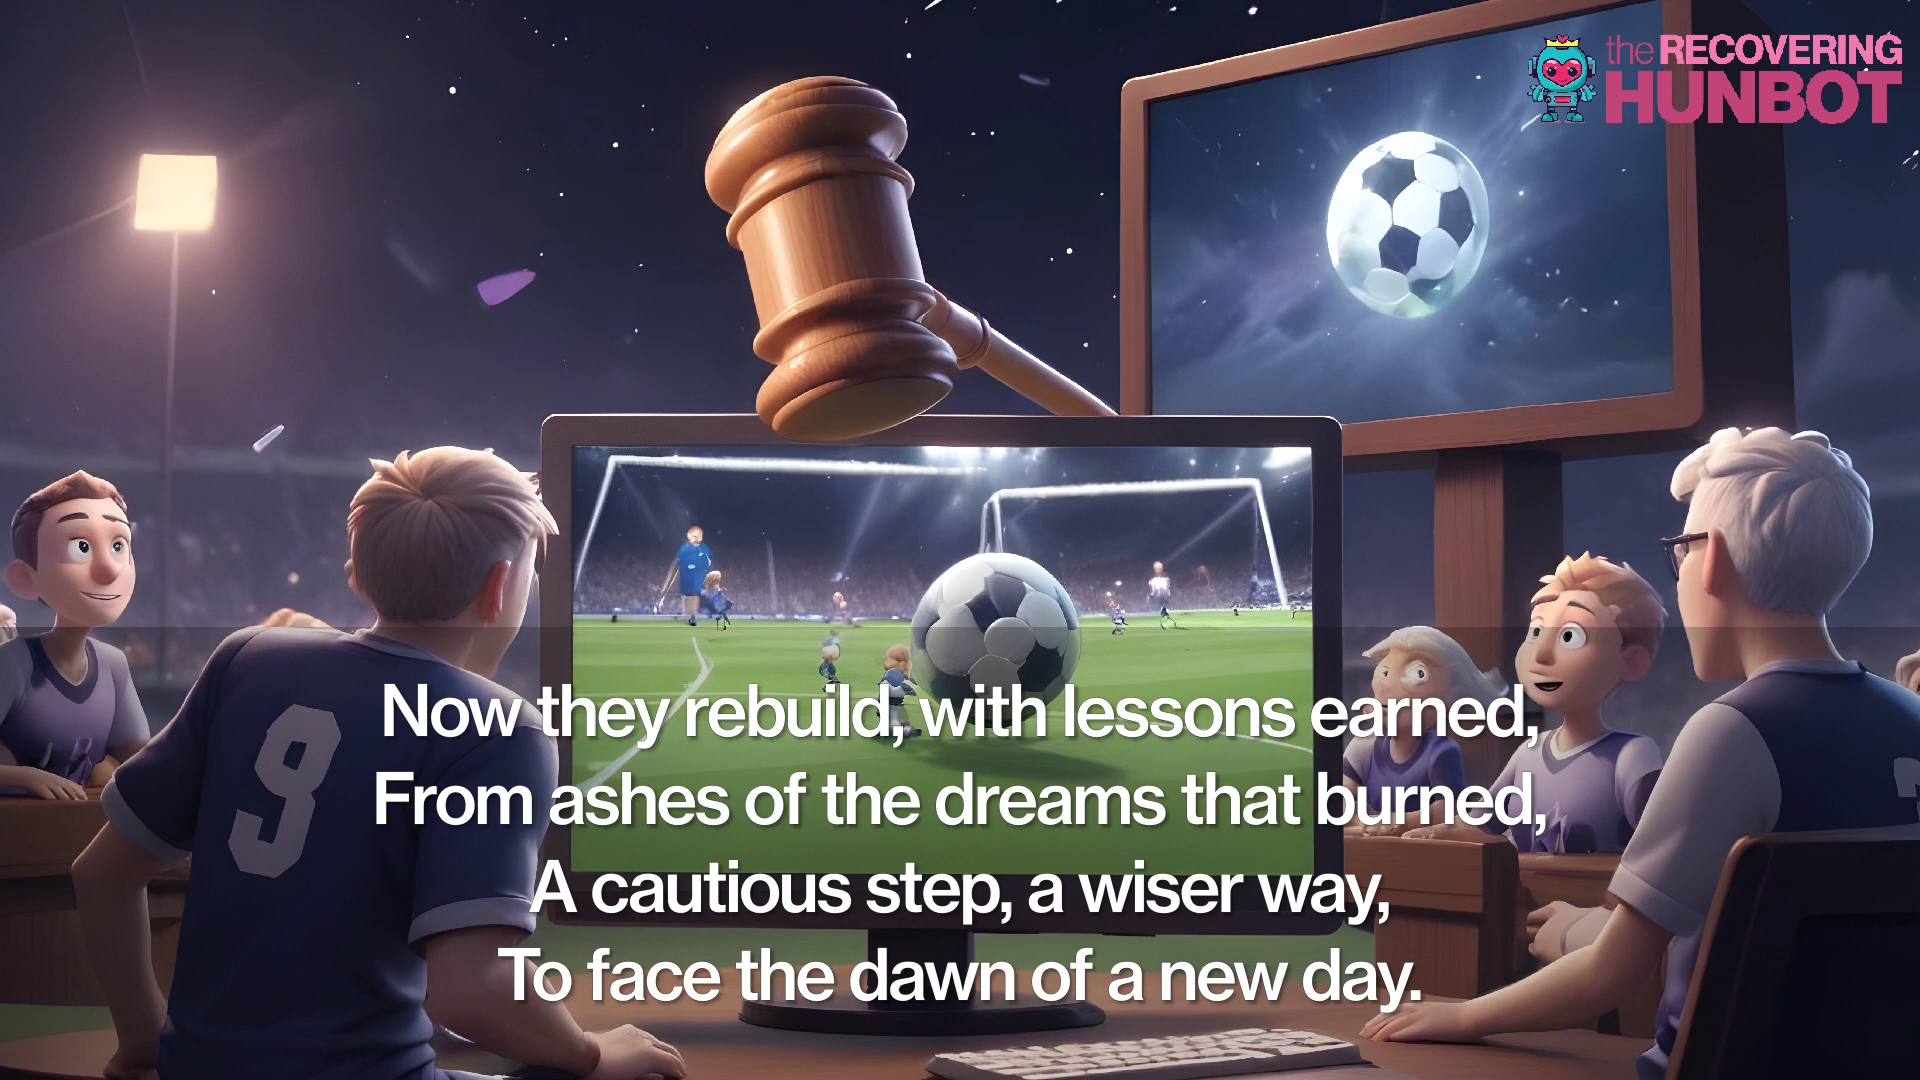 the RECOVERING
HUNBOT
9
Now they rebuild, with lessons earned,
From ashes of the dreams that burned,
A cautious step, a wiser way,
To face the dawn of a new day.